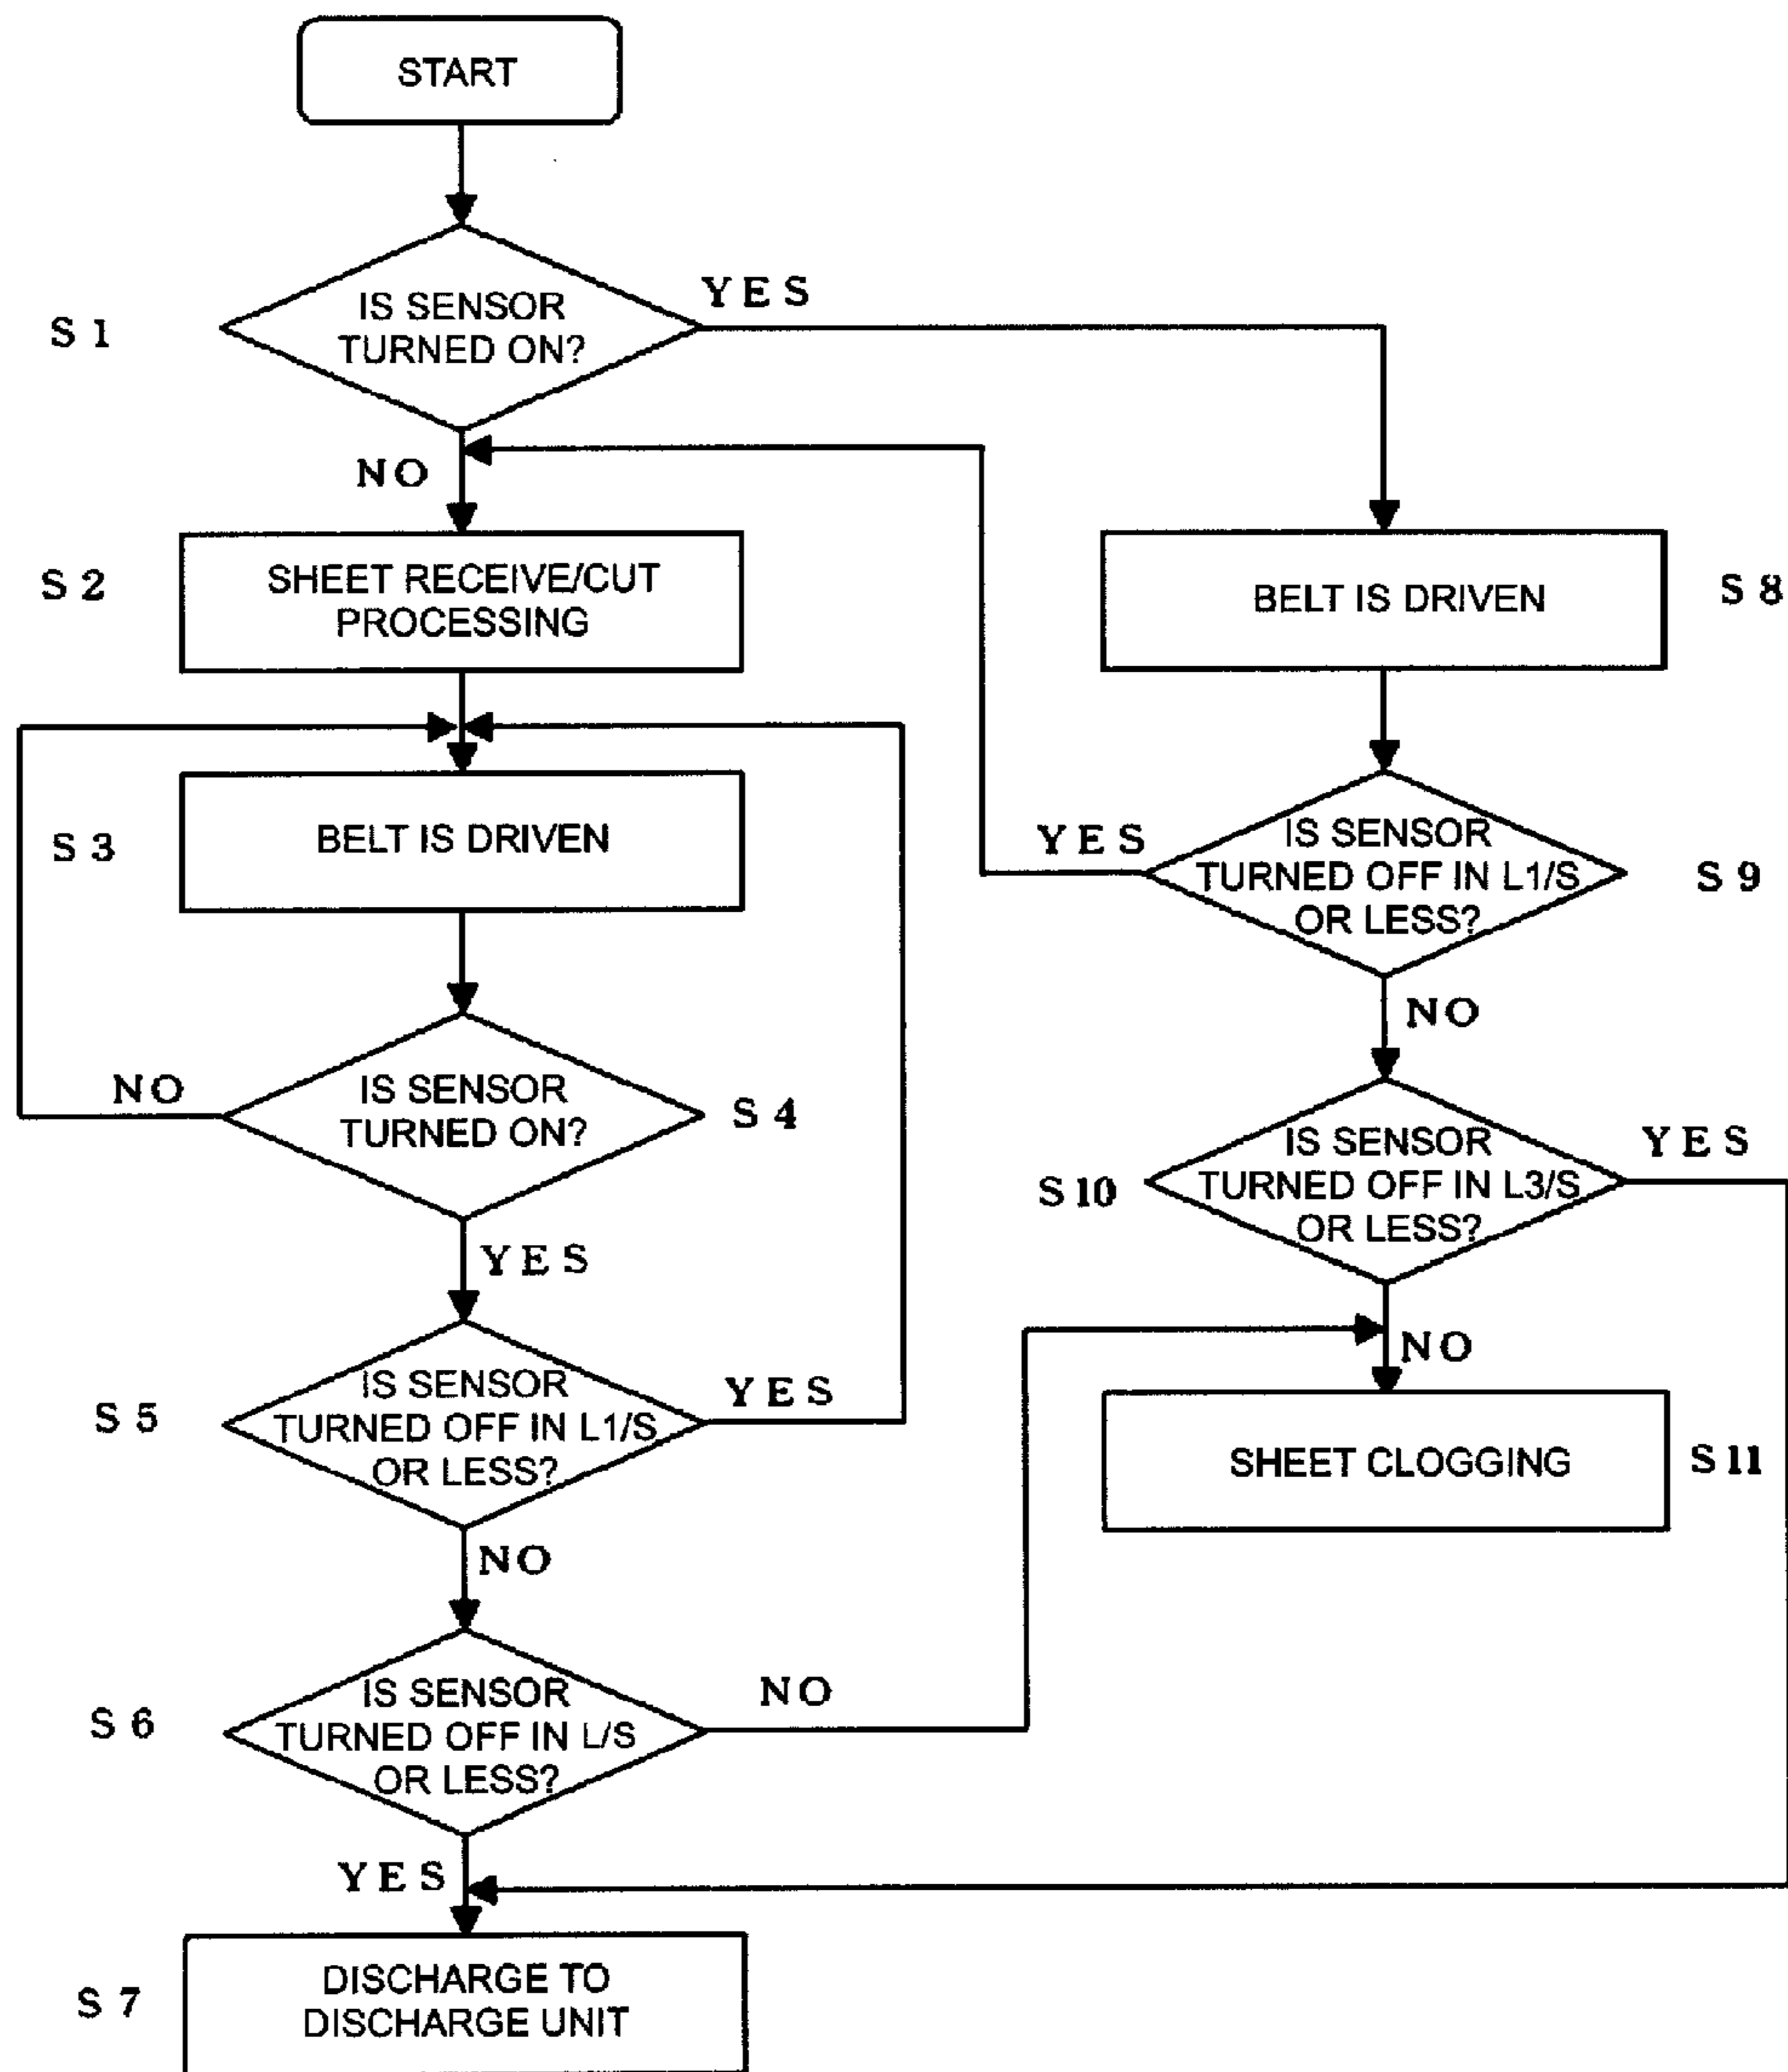 START
S 1
IS SENSOR
TURNED ON?
YES
NO
S 2
SHEET RECEIVE/CUT
PROCESSING
S 3
BELT IS DRIVEN
NO
IS SENSOR
TURNED ON?
S 4
YES
S 5
IS SENSOR
TURNED OFF IN L1/S
OR LESS?
YES
NO
S 6
IS SENSOR
TURNED OFF IN L/S
OR LESS?
NO
YES
S 7
DISCHARGE TO
DISCHARGE UNIT
BELT IS DRIVEN
S 8
YES
IS SENSOR
TURNED OFF IN L1/S
OR LESS?
S 9
NO
S 10
IS SENSOR
TURNED OFF IN L3/S
OR LESS?
YES
NO
SHEET CLOGGING
S 11